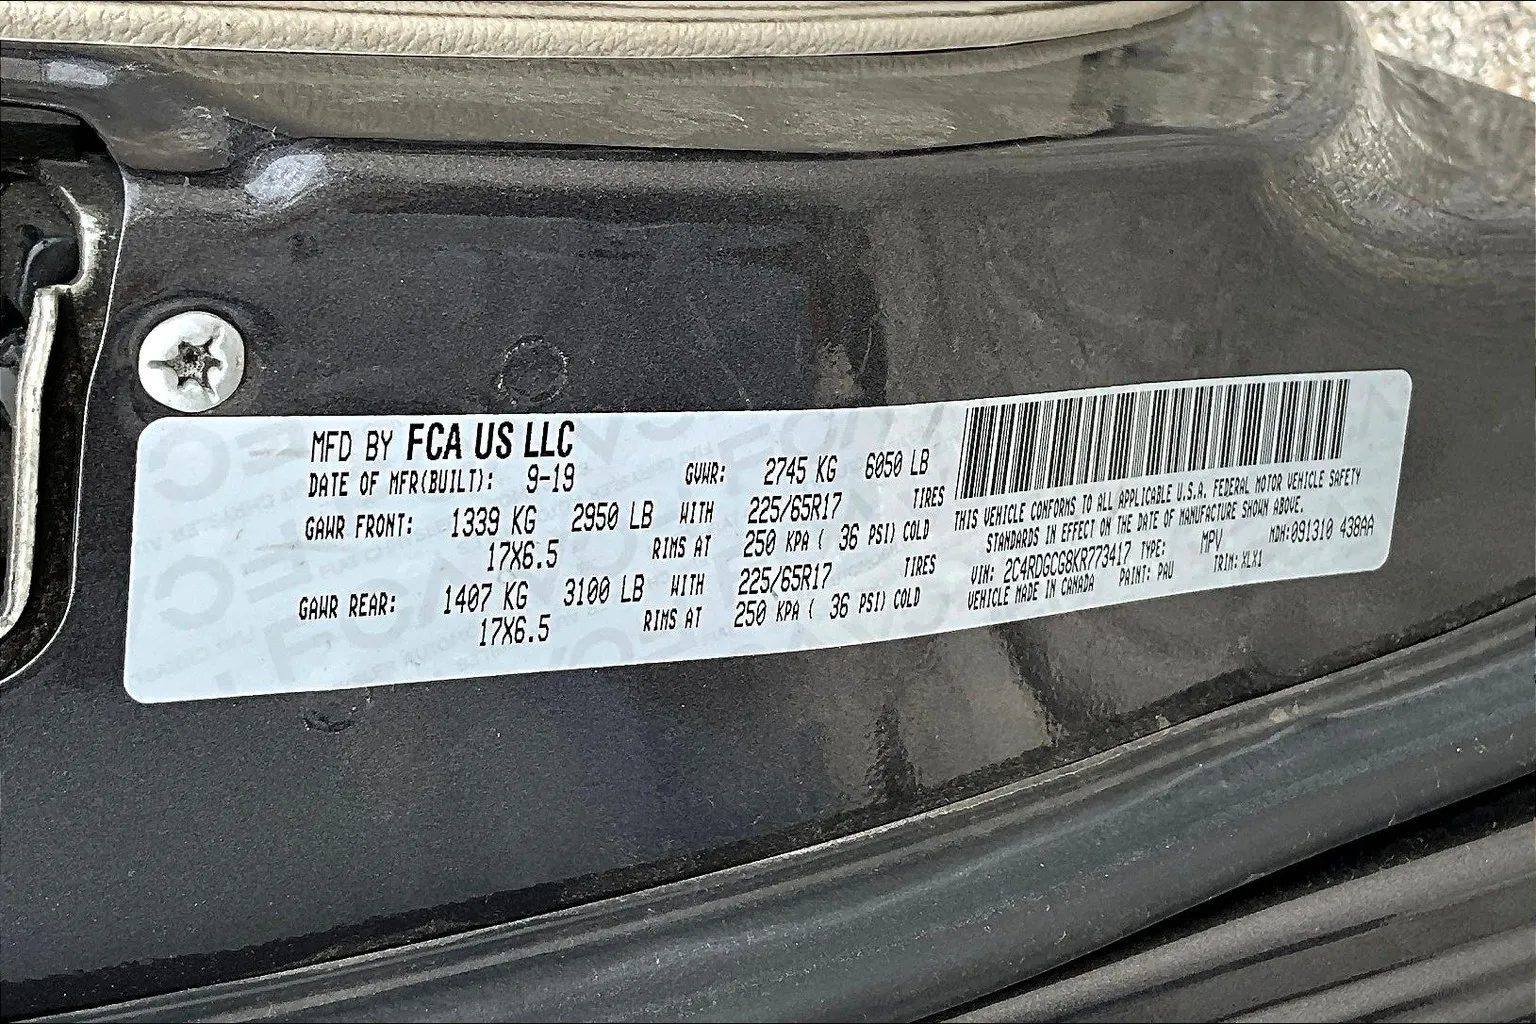 MFD BY FCA US LLC
DATE OF MFR(BUILT): 9-19 GVWR: 2745 KG 6050 LB
GAWR FRONT: 1339 KG 2950 LB WITH 225/65R17 TIRES
17X6.5 RIMS AT 250 KPA ( 36 PSI) COLD
GAWR REAR: 1407 KG 3100 LB WITH 225/65R17 TIRES
17X6.5 RIMS AT 250 KPA ( 36 PSI) COLD
THIS VEHICLE CONFORMS TO ALL APPLICABLE U.S.A. FEDERAL MOTOR VEHICLE SAFETY
STANDARDS IN EFFECT ON THE DATE OF MANUFACTURE SHOWN ABOVE.
VIN: 2C4RDGCG8KR773417 TYPE: MPV MDH:091310 438AA
VEHICLE MADE IN CANADA PAINT: PAU TRIM: XLX1